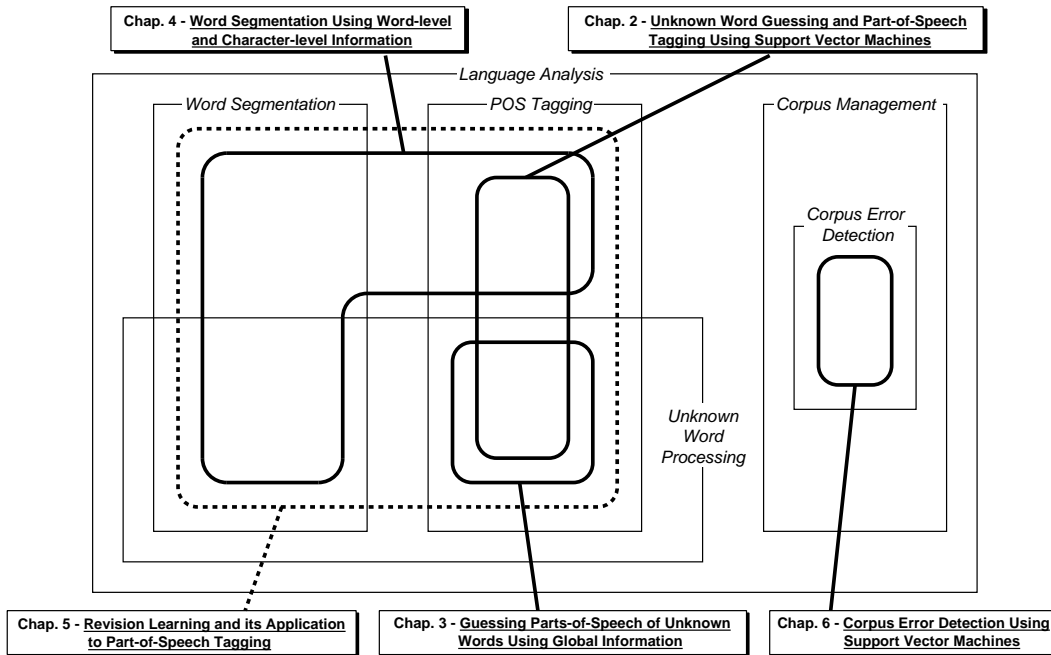 Chap. 4 - Word Segmentation Using Word-level
and Character-level Information
Chap. 2 - Unknown Word Guessing and Part-of-Speech
Tagging Using Support Vector Machines
Language Analysis
Word Segmentation
POS Tagging
Corpus Management
Corpus Error
Detection
Unknown
Word
Processing
Chap. 5 - Revision Learning and its Application
to Part-of-Speech Tagging
Chap. 3 - Guessing Parts-of-Speech of Unknown
Words Using Global Information
Chap. 6 - Corpus Error Detection Using
Support Vector Machines